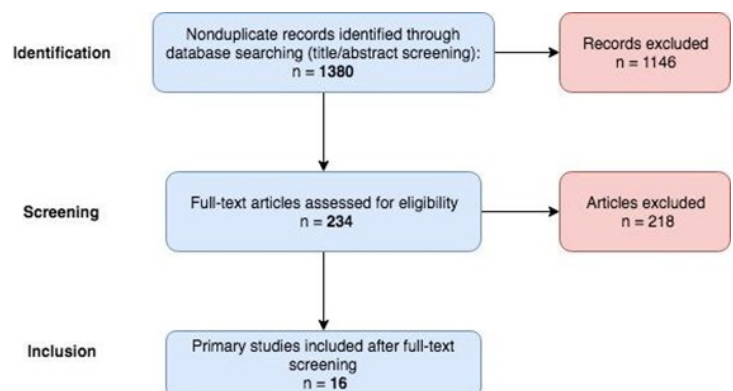 Identification
Nonduplicate records identified through
database searching (title/abstract screening):
n = 1380
Records excluded
n = 1146
Screening
Full-text articles assessed for eligibility
n = 234
Articles excluded
n = 218
Inclusion
Primary studies included after full-text
screening
n = 16